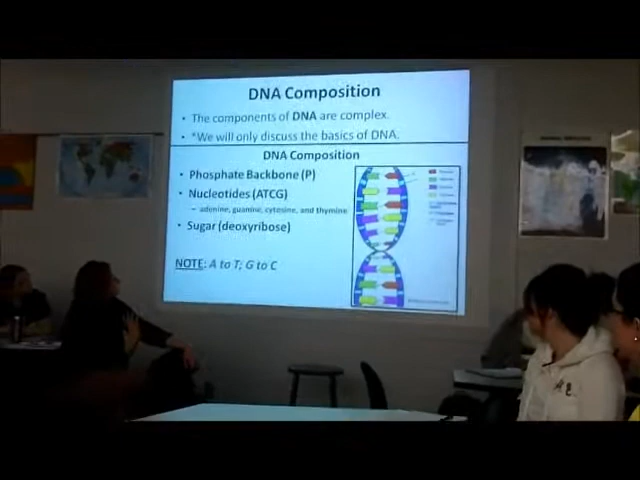 DNA Composition
• The components of DNA are complex.
• *We will only discuss the basics of DNA.
DNA Composition
• Phosphate Backbone (P)
• Nucleotides (ATCG)
– adenine, guanine, cytosine, and thymine
• Sugar (deoxyribose)
NOTE: A to T; G to C